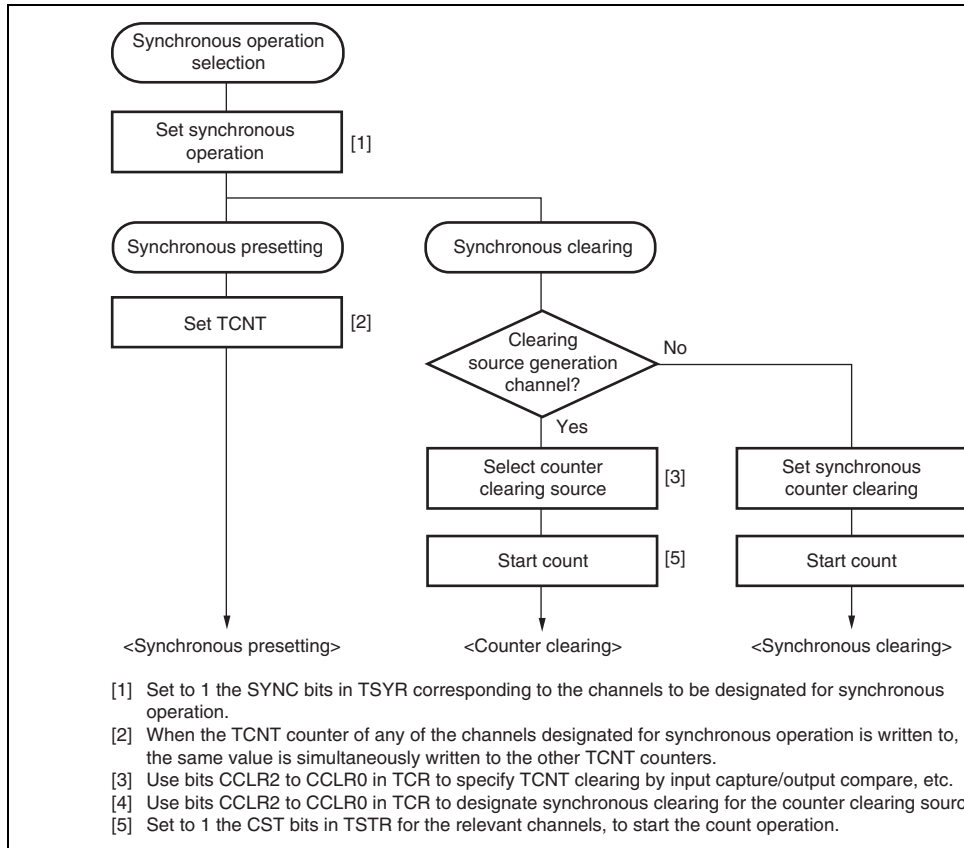 Synchronous operation
selection
Set synchronous
operation
[1]
Synchronous presetting
Synchronous clearing
Set TCNT
[2]
Clearing
source generation
channel?
No
Yes
Select counter
clearing source
[3]
Set synchronous
counter clearing
Start count
[5]
Start count
<Synchronous presetting>
<Counter clearing>
<Synchronous clearing>
[1] Set to 1 the SYNC bits in TSYR corresponding to the channels to be designated for synchronous
operation.
[2] When the TCNT counter of any of the channels designated for synchronous operation is written to,
the same value is simultaneously written to the other TCNT counters.
[3] Use bits CCLR2 to CCLR0 in TCR to specify TCNT clearing by input capture/output compare, etc.
[4] Use bits CCLR2 to CCLR0 in TCR to designate synchronous clearing for the counter clearing sourc
[5] Set to 1 the CST bits in TSTR for the relevant channels, to start the count operation.